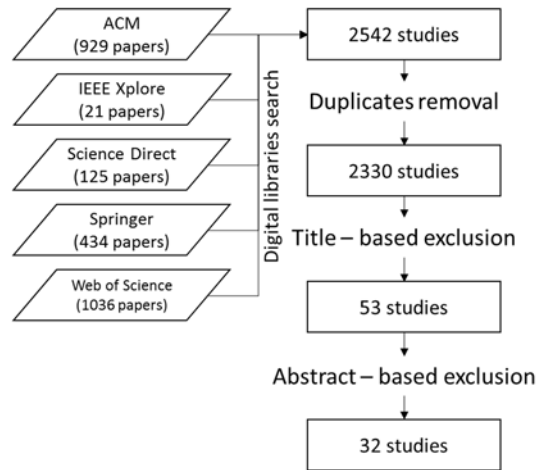 ACM
(929 papers)
IEEE Xplore
(21 papers)
Science Direct
(125 papers)
Springer
(434 papers)
Web of Science
(1036 papers)
Digital libraries search
2542 studies
Duplicates removal
2330 studies
Title – based exclusion
53 studies
Abstract – based exclusion
32 studies